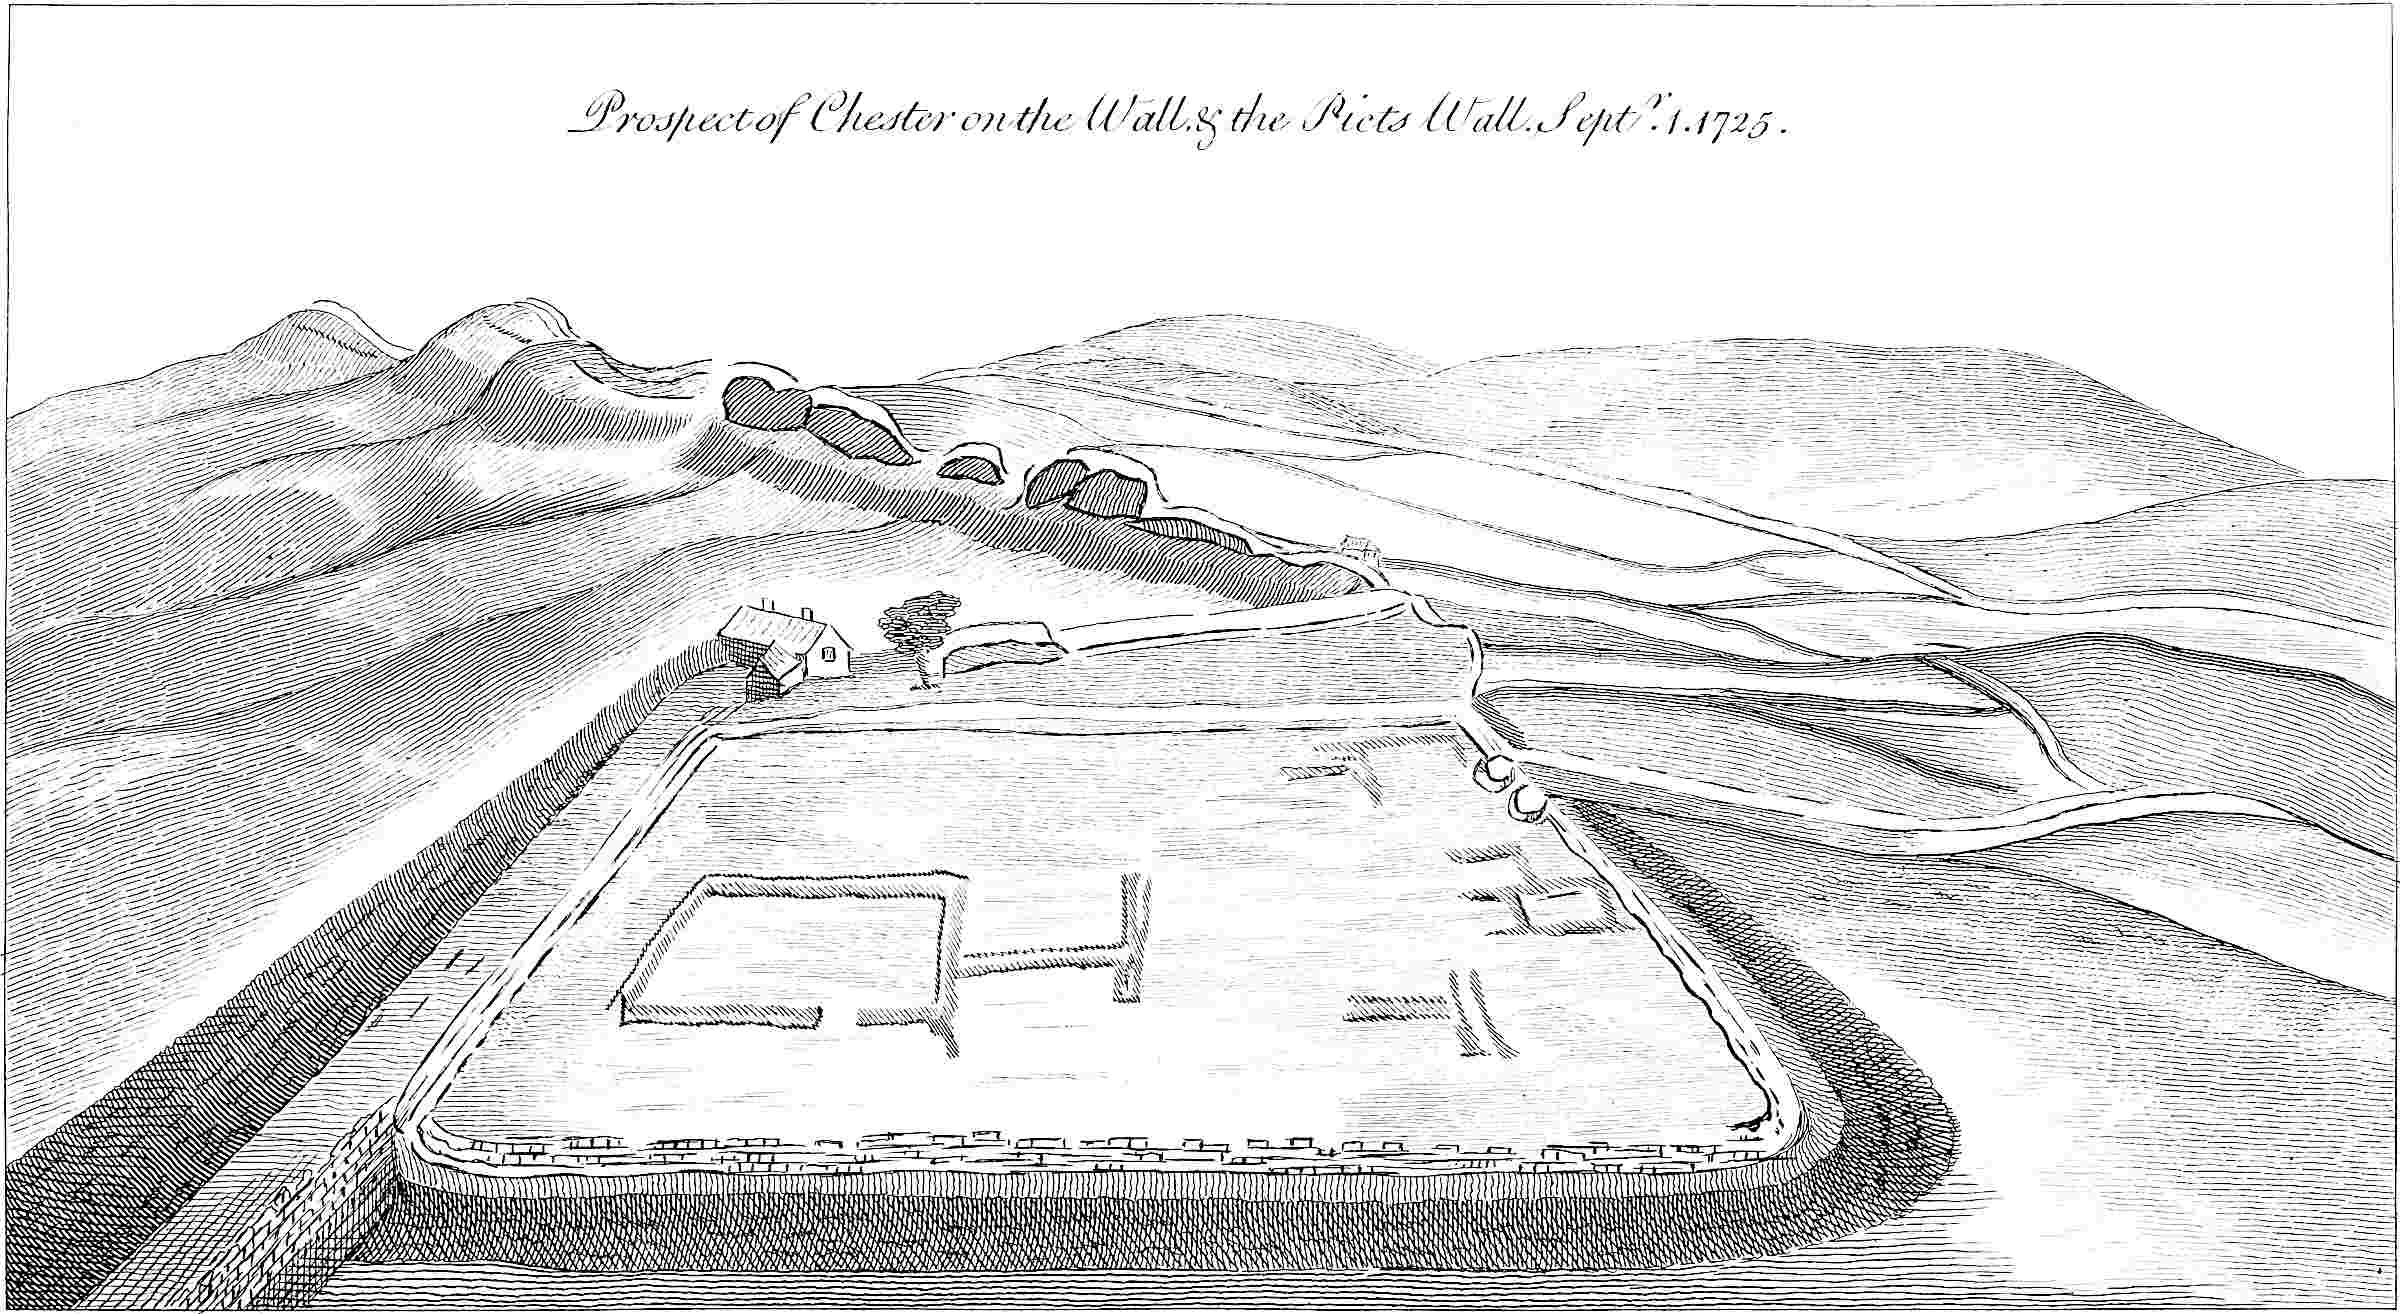 Prospect of Chester on the Wall. & the Picts Wall. Septr. 1. 1725.